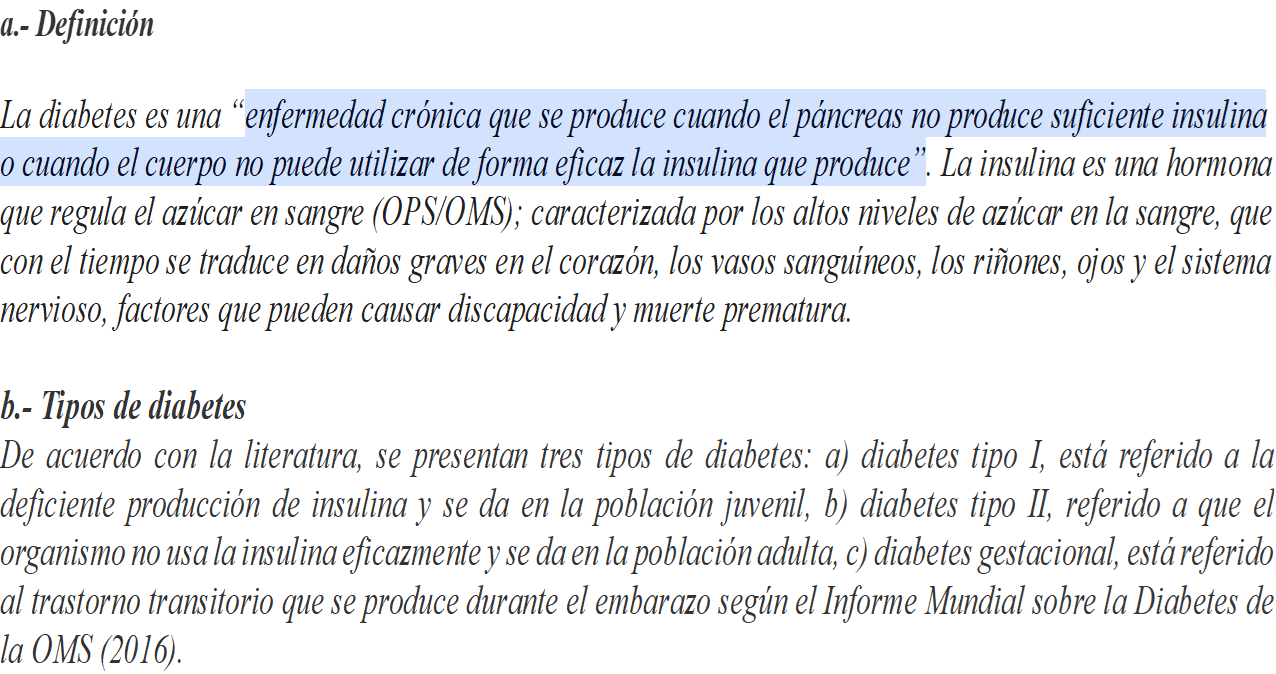 a.- Definición
La diabetes es una “enfermedad crónica que se produce cuando el páncreas no produce suficiente insulina
o cuando el cuerpo no puede utilizar de forma eficaz la insulina que produce”. La insulina es una hormona
que regula el azúcar en sangre (OPS/OMS); caracterizada por los altos niveles de azúcar en la sangre, que
con el tiempo se traduce en daños graves en el corazón, los vasos sanguíneos, los riñones, ojos y el sistema
nervioso, factores que pueden causar discapacidad y muerte prematura.
b.- Tipos de diabetes
De acuerdo con la literatura, se presentan tres tipos de diabetes: a) diabetes tipo I, está referido a la
deficiente producción de insulina y se da en la población juvenil, b) diabetes tipo II, referido a que el
organismo no usa la insulina eficazmente y se da en la población adulta, c) diabetes gestacional, está referido
al trastorno transitorio que se produce durante el embarazo según el Informe Mundial sobre la Diabetes de
la OMS (2016).